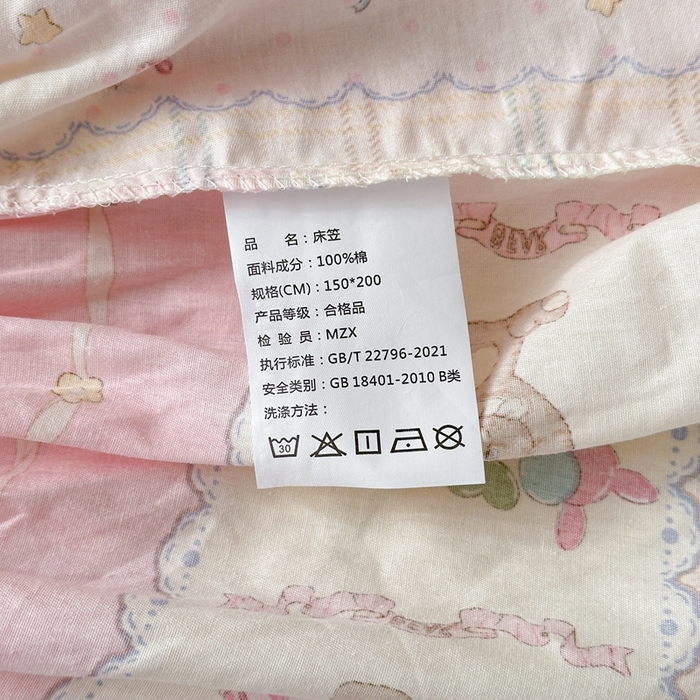 BEVY
品 名：床笠
面料成分：100%棉
规格(CM)：150*200
产品等级：合格品
检 验 员：MZX
执行标准：GB/T 22796-2021
安全类别：GB 18401-2010 B类
洗涤方法：
30